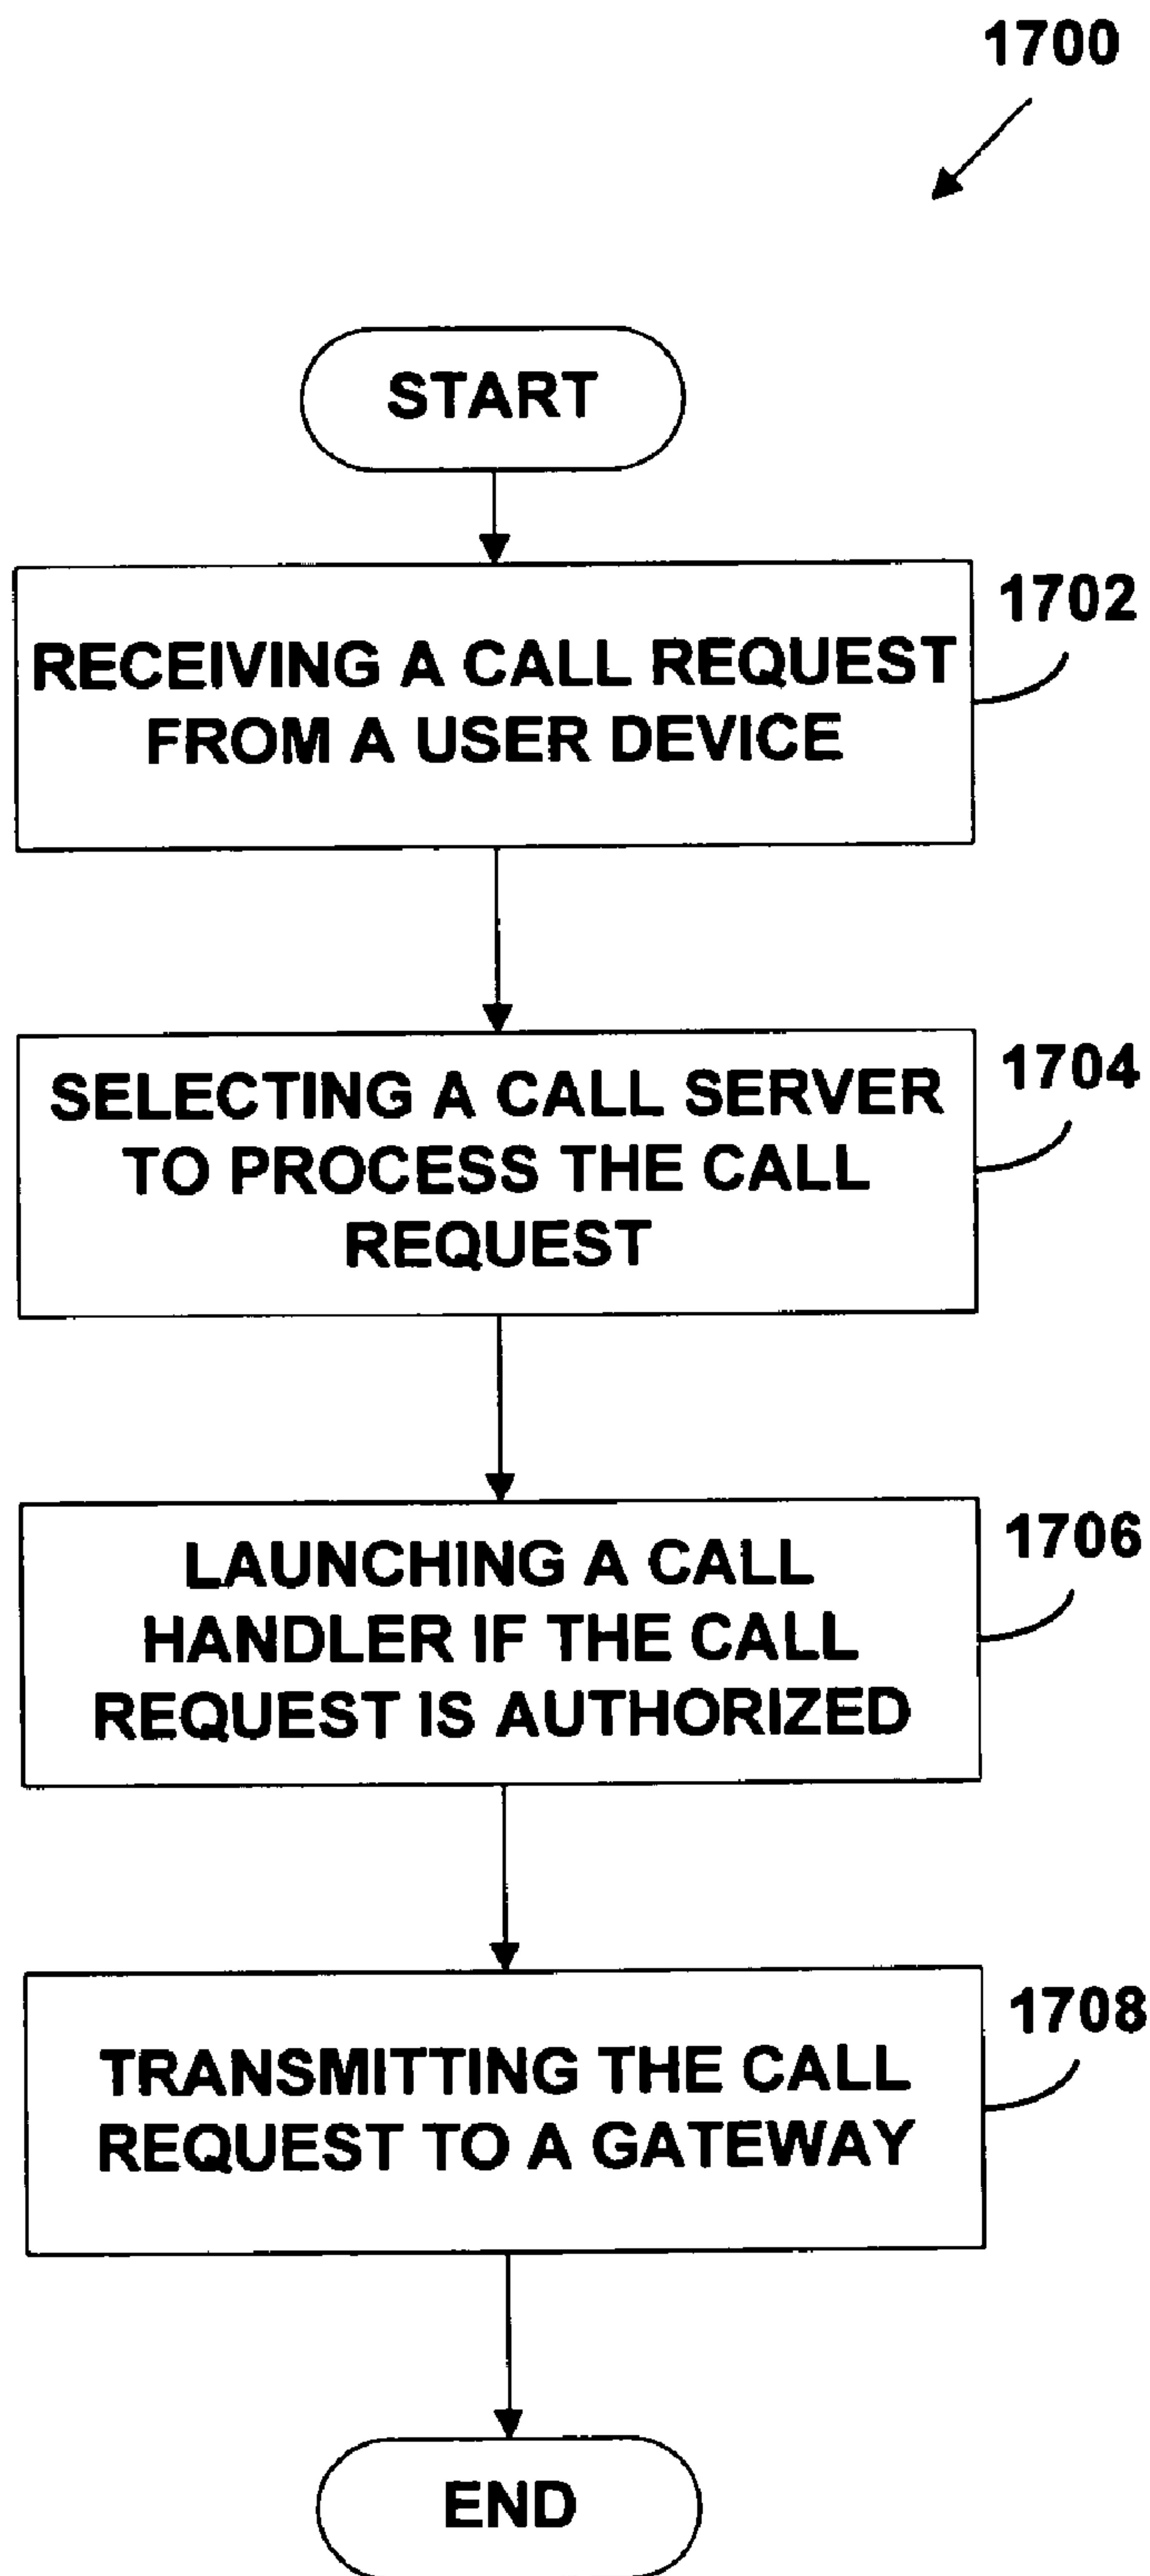 1700
START
1702
RECEIVING A CALL REQUEST
FROM A USER DEVICE
1704
SELECTING A CALL SERVER
TO PROCESS THE CALL
REQUEST
1706
LAUNCHING A CALL
HANDLER IF THE CALL
REQUEST IS AUTHORIZED
1708
TRANSMITTING THE CALL
REQUEST TO A GATEWAY
END